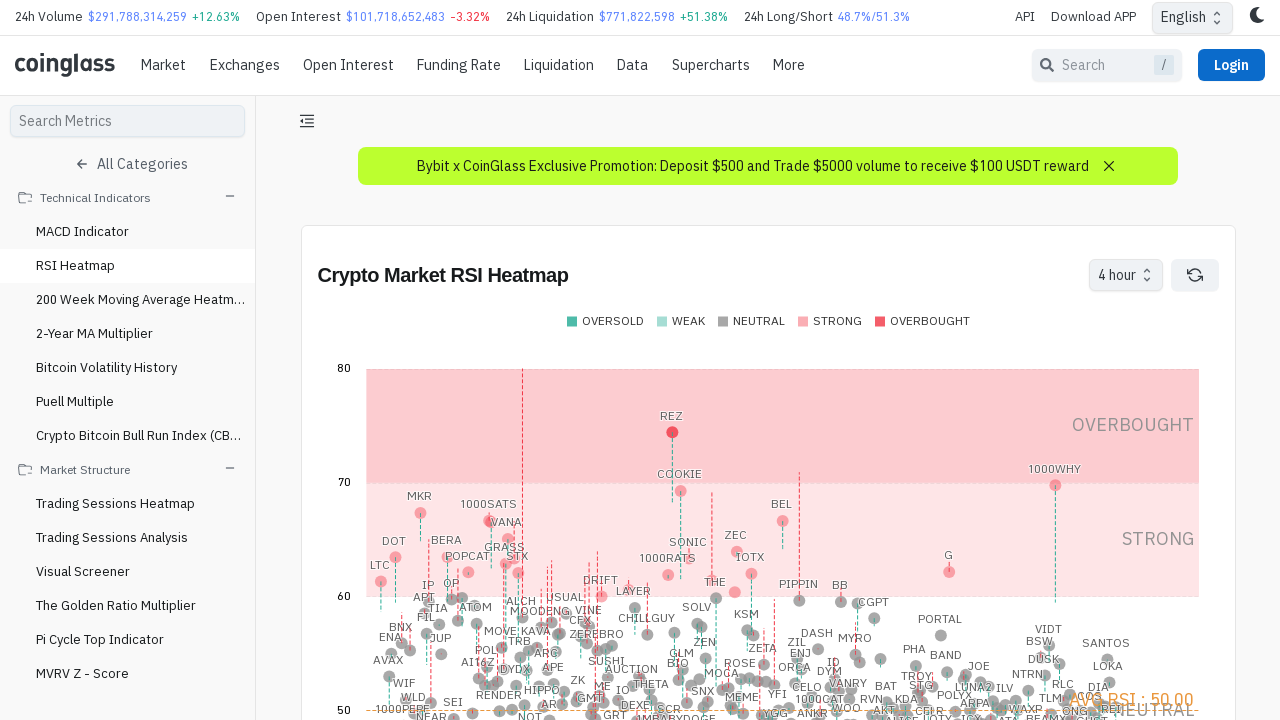 24h Volume $291,788,314,259 +12.63% Open Interest $101,718,652,483 -3.32% 24h Liquidation $771,822,598 +51.38% 24h Long/Short 48.7%/51.3% API Download APP English
coinglass Market Exchanges Open Interest Funding Rate Liquidation Data Supercharts More Search / Login
Search Metrics
All Categories
Technical Indicators
MACD Indicator
RSI Heatmap
200 Week Moving Average Heatm...
2-Year MA Multiplier
Bitcoin Volatility History
Puell Multiple
Crypto Bitcoin Bull Run Index (CB...
Market Structure
Trading Sessions Heatmap
Trading Sessions Analysis
Visual Screener
The Golden Ratio Multiplier
Pi Cycle Top Indicator
MVRV Z - Score
Bybit x CoinGlass Exclusive Promotion: Deposit $500 and Trade $5000 volume to receive $100 USDT reward
Crypto Market RSI Heatmap
4 hour
OVERSOLD WEAK NEUTRAL STRONG OVERBOUGHT
80
REZ
OVERBOUGHT
COOKIE 1000WHY
70
MKR 1000SATS BEL
VANA
ZEC STRONG
DOT BERA SONIC
GRASS
POPCAT STX 1000RATS IOTX G
LTC
DRIFT THE PIPPIN BB
IP OP LAYER
60
APT USUAL
ALCH CGPT
TIA ATOM MOODENG VINE SOLV KSM
FIL CFX CHILLGUY PORTAL
BNX MOVE KAVA ZEREBRO DASH VIDT
ENA JUP TRB ZEN ZIL MYRO BSW SANTOS
POL ARC GLM ZETA ENJ PHA BAND
AVAX AI16Z APE SUSHI BIO ROSE ORCA ID DUSK LOKA
DYDX AUCTION MOCA DYM TROY JOE NTRN
WIF ZK ME THETA CELO VANRY BAT SLG LUNA2 ILV RLC DIA
WLD RENDER HIPPO IO SNX MEME YFI 1000CAT RVN KDA POLYX TLM COS AVG RSI : 50.00
1000PEPE SEI GMT DEXE SCR WOO AKT ARPA WAXP REI
50
NEAR NOT GRT YGG ANKR CELR NEUTRAL